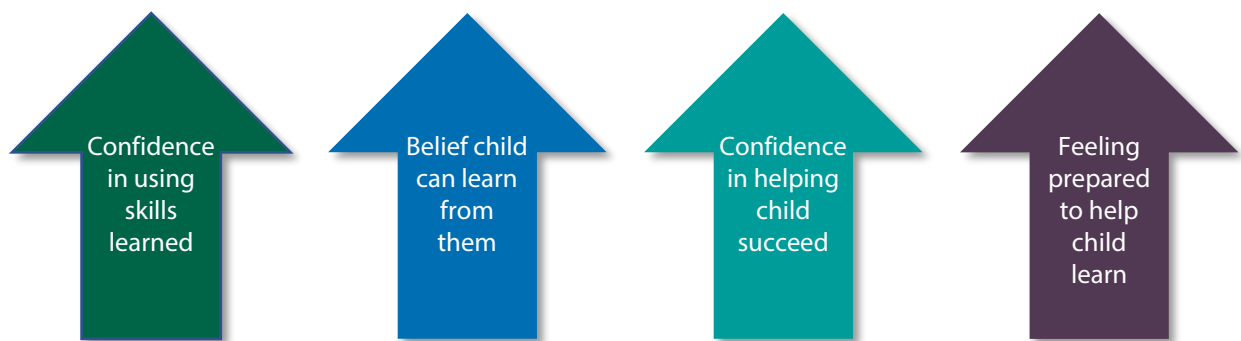 Confidence
in using
skills
learned
Belief child
can learn
from
them
Confidence
in helping
child
succeed
Feeling
prepared
to help
child
learn